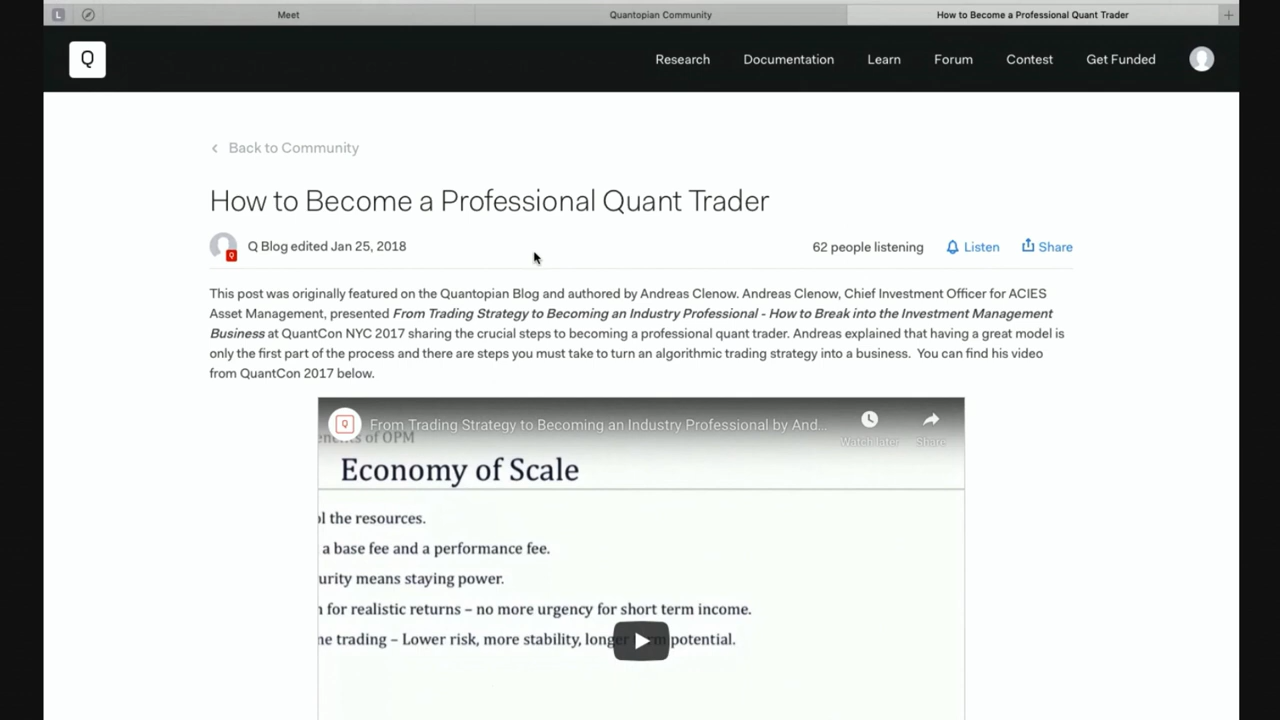 L
Meet
Quantopian Community
How to Become a Professional Quant Trader
Q
Research
Documentation
Learn
Forum
Contest
Get Funded
Back to Community
How to Become a Professional Quant Trader
Q
Q Blog edited Jan 25, 2018
62 people listening
Listen
Share
This post was originally featured on the Quantopian Blog and authored by Andreas Clenow. Andreas Clenow, Chief Investment Officer for ACIES
Asset Management, presented From Trading Strategy to Becoming an Industry Professional - How to Break into the Investment Management
Business at QuantCon NYC 2017 sharing the crucial steps to becoming a professional quant trader. Andreas explained that having a great model is
only the first part of the process and there are steps you must take to turn an algorithmic trading strategy into a business. You can find his video
from QuantCon 2017 below.
Q
From Trading Strategy to Becoming an Industry Professional by And...
Watch later
Share
of OPM
Economy of Scale
the resources.
a base fee and a performance fee.
means staying power.
for realistic returns – no more urgency for short term income.
trading – Lower risk, more stability, potential.